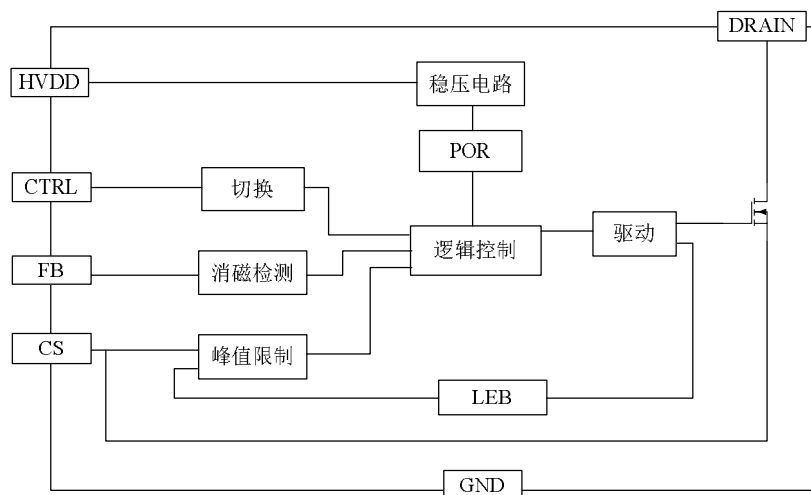 DRAIN
HVDD
稳压电路
POR
CTRL
切换
逻辑控制
驱动
FB
消磁检测
CS
峰值限制
LEB
GND